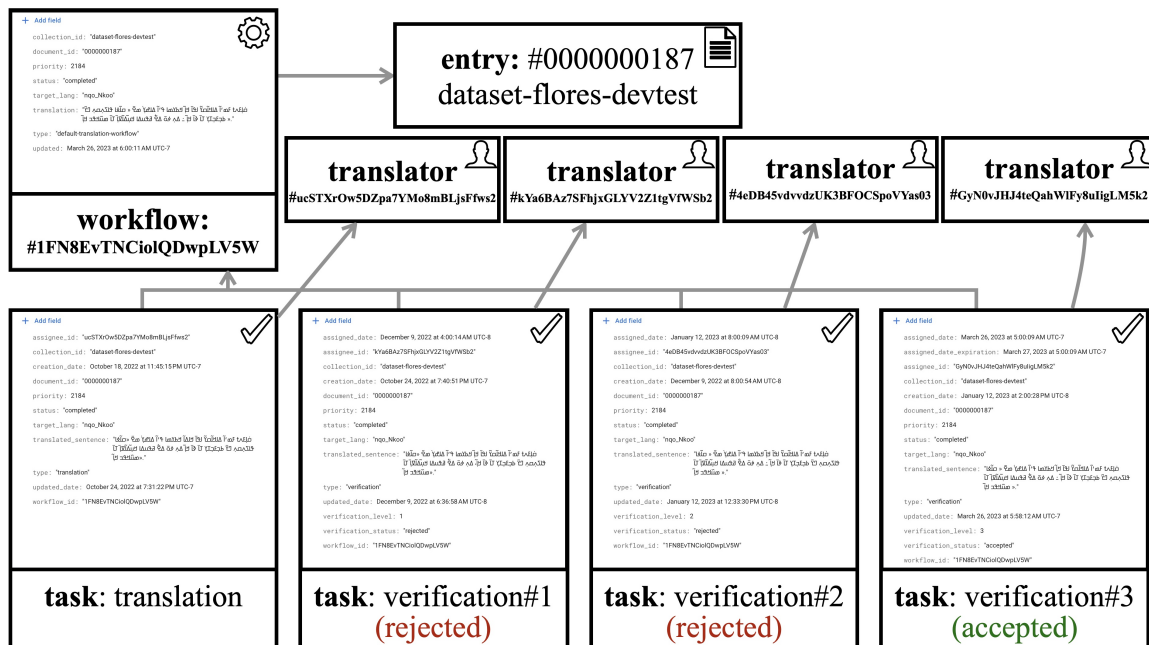 + Add field
collection_id: "dataset-flores-devtest"
document_id: "0000000187"
priority: 2184
status: "completed"
target_lang: "nqo_Nkoo"
translation:
type: "default-translation-workflow"
updated: March 26, 2023 at 6:00:11 AM UTC-7
workflow:
#1FN8EvTNCiolQDwpLV5W
entry: #0000000187
dataset-flores-devtest
translator
#ucSTXrOw5DZpa7YMo8mBLjsFfws2
translator
#kYa6BAz7SFhjxGLYV2Z1tgVfWSb2
translator
#4eDB45vdvvdzUK3BFOCSpoVYas03
translator
#GyN0vJHJ4teQahWlFy8uIigLM5k2
+ Add field
assignee_id: "ucSTXrOw5DZpa7YMo8mBLjsFfws2"
collection_id: "dataset-flores-devtest"
creation_date: October 18, 2022 at 11:45:15 PM UTC-7
document_id: "0000000187"
priority: 2184
status: "completed"
target_lang: "nqo_Nkoo"
translated_sentence:
type: "translation"
updated_date: October 24, 2022 at 7:31:22 PM UTC-7
workflow_id: "1FN8EvTNCiolQDwpLV5W"
task: translation
+ Add field
assigned_date: December 9, 2022 at 4:00:14 AM UTC-8
assignee_id: "kYa6BAz7SFhjxGLYV2Z1tgVfWSb2"
collection_id: "dataset-flores-devtest"
creation_date: October 24, 2022 at 7:40:51 PM UTC-7
document_id: "0000000187"
priority: 2184
status: "completed"
target_lang: "nqo_Nkoo"
translated_sentence:
type: "verification"
updated_date: December 9, 2022 at 6:36:58 AM UTC-8
verification_level: 1
verification_status: "rejected"
workflow_id: "1FN8EvTNCiolQDwpLV5W"
task: verification#1
(rejected)
+ Add field
assigned_date: January 12, 2023 at 8:00:09 AM UTC-8
assignee_id: "4eDB45vdvvdzUK3BFOCSpoVYas03"
collection_id: "dataset-flores-devtest"
creation_date: December 9, 2022 at 8:00:54 AM UTC-8
document_id: "0000000187"
priority: 2184
status: "completed"
target_lang: "nqo_Nkoo"
translated_sentence:
type: "verification"
updated_date: January 12, 2023 at 12:33:30 PM UTC-8
verification_level: 2
verification_status: "rejected"
workflow_id: "1FN8EvTNCiolQDwpLV5W"
task: verification#2
(rejected)
+ Add field
assigned_date: March 26, 2023 at 5:00:09 AM UTC-7
assigned_date_expiration: March 27, 2023 at 5:00:09 AM UTC-7
assignee_id: "GyN0vJHJ4teQahWlFy8uIigLM5k2"
collection_id: "dataset-flores-devtest"
creation_date: January 12, 2023 at 2:00:28 PM UTC-8
document_id: "0000000187"
priority: 2184
status: "completed"
target_lang: "nqo_Nkoo"
translated_sentence:
type: "verification"
updated_date: March 26, 2023 at 5:58:12 AM UTC-7
verification_level: 3
verification_status: "accepted"
workflow_id: "1FN8EvTNCiolQDwpLV5W"
task: verification#3
(accepted)